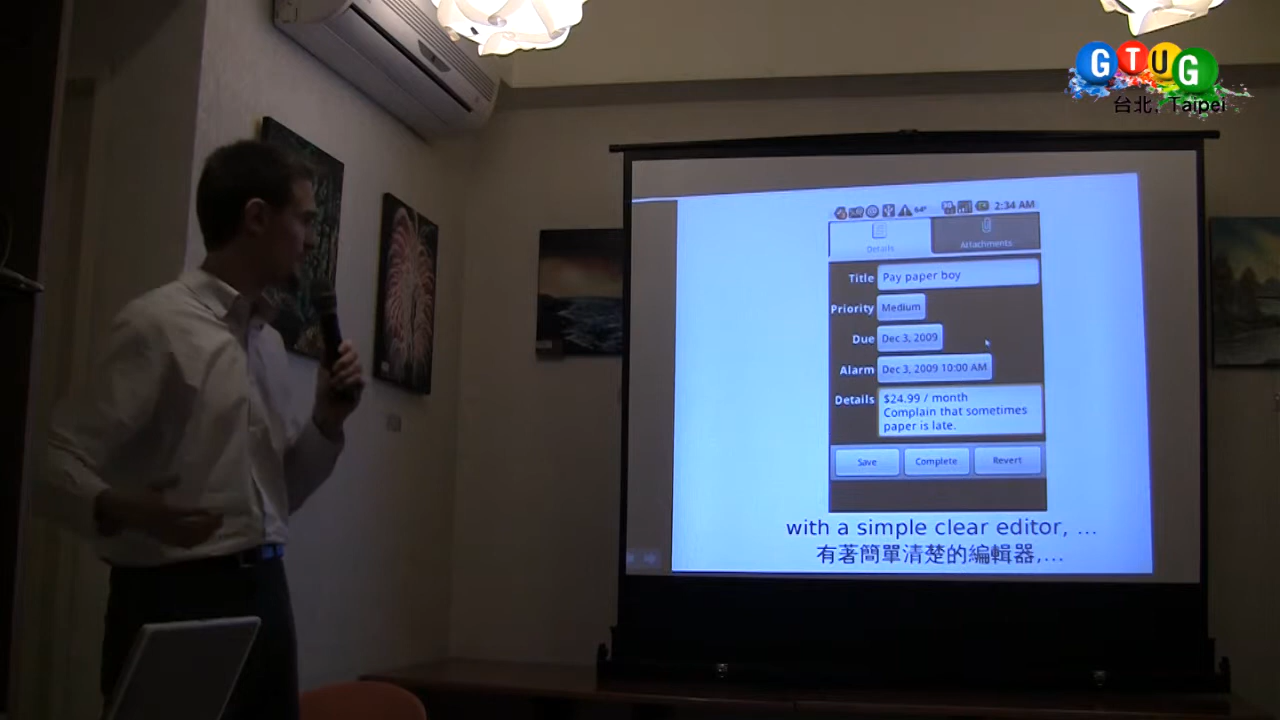 GTUG
台北, Taipei
64°
2:34 AM
Details
Attachments
Title
Pay paper boy
Priority
Medium
Due
Dec 3, 2009
Alarm
Dec 3, 2009 10:00 AM
Details
$24.99 / month
Complain that sometimes
paper is late.
Save
Complete
Revert
with a simple clear editor, ...
有著簡單清楚的編輯器,...